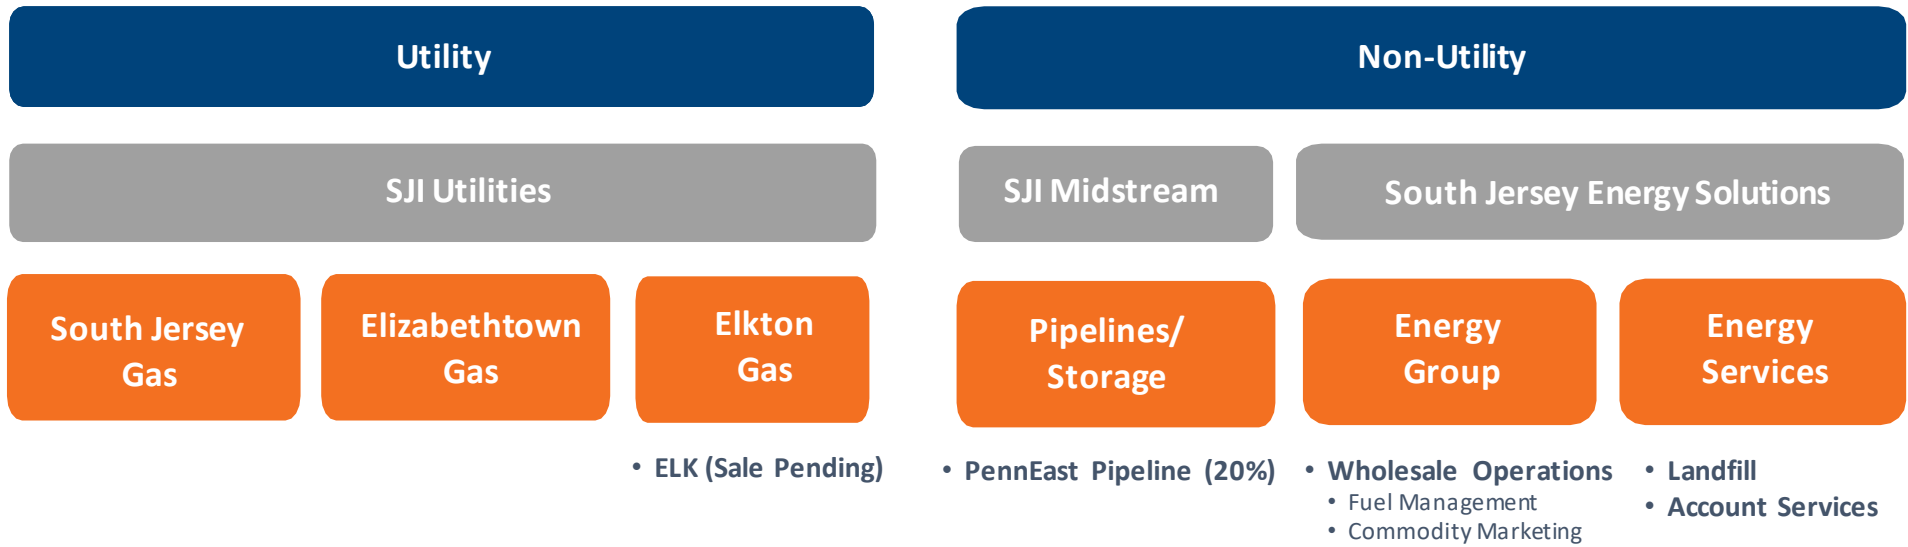 Utility
Non-Utility
SJI Utilities
SJI Midstream
South Jersey Energy Solutions
South Jersey
Gas
Elizabethtown
Gas
Elkton
Gas
Pipelines/
Storage
Energy
Group
Energy
Services
• ELK (Sale Pending)
• PennEast Pipeline (20%)
• Wholesale Operations
• Fuel Management
• Commodity Marketing
• Landfill
• Account Services